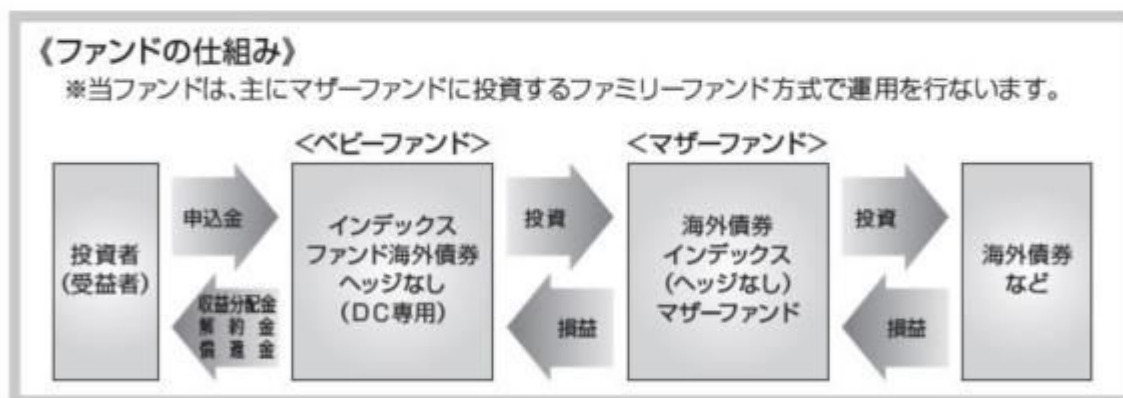 《ファンドの仕組み》
※当ファンドは、主にマザーファンドに投資するファミリーファンド方式で運用を行ないます。
<ベビーファンド>
<マザーファンド>
投資者
(受益者)
申込金
収益分配金
解約金
償還金
インデックス
ファンド海外債券
ヘッジなし
(DC専用)
投資
損益
海外債券
インデックス
(ヘッジなし)
マザーファンド
投資
損益
海外債券
など